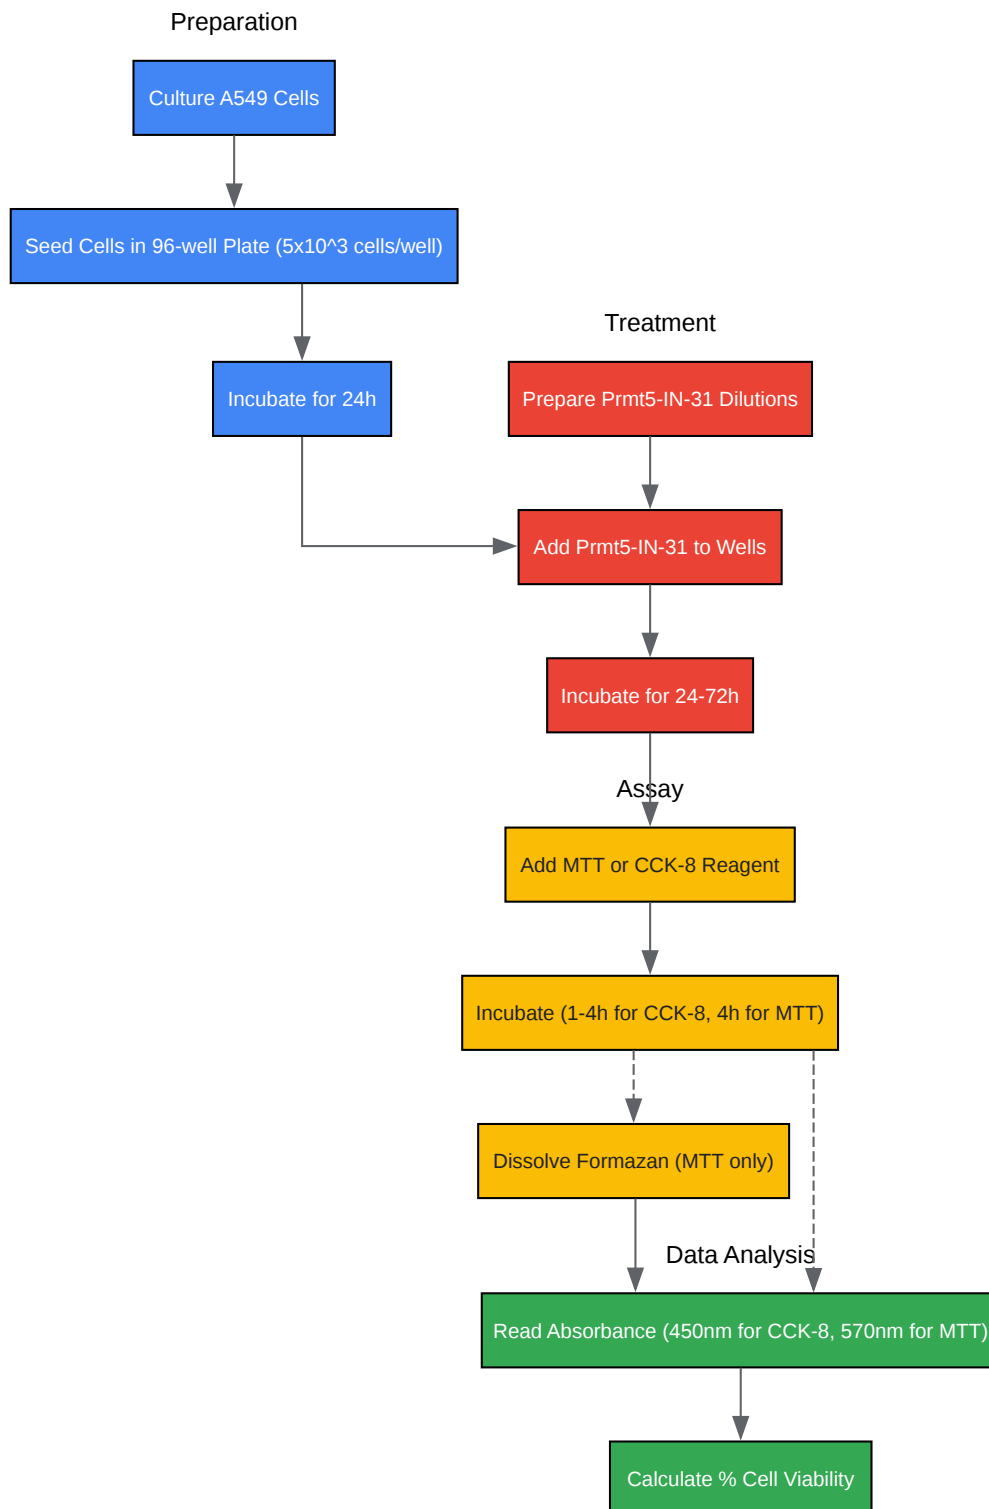 Preparation
Culture A549 Cells
Seed Cells in 96-well Plate (5x10^3 cells/well)
Incubate for 24h
Treatment
Prepare Prmt5-IN-31 Dilutions
Add Prmt5-IN-31 to Wells
Incubate for 24-72h
Assay
Add MTT or CCK-8 Reagent
Incubate (1-4h for CCK-8, 4h for MTT)
Dissolve Formazan (MTT only)
Data Analysis
Read Absorbance (450nm for CCK-8, 570nm for MTT)
Calculate % Cell Viability